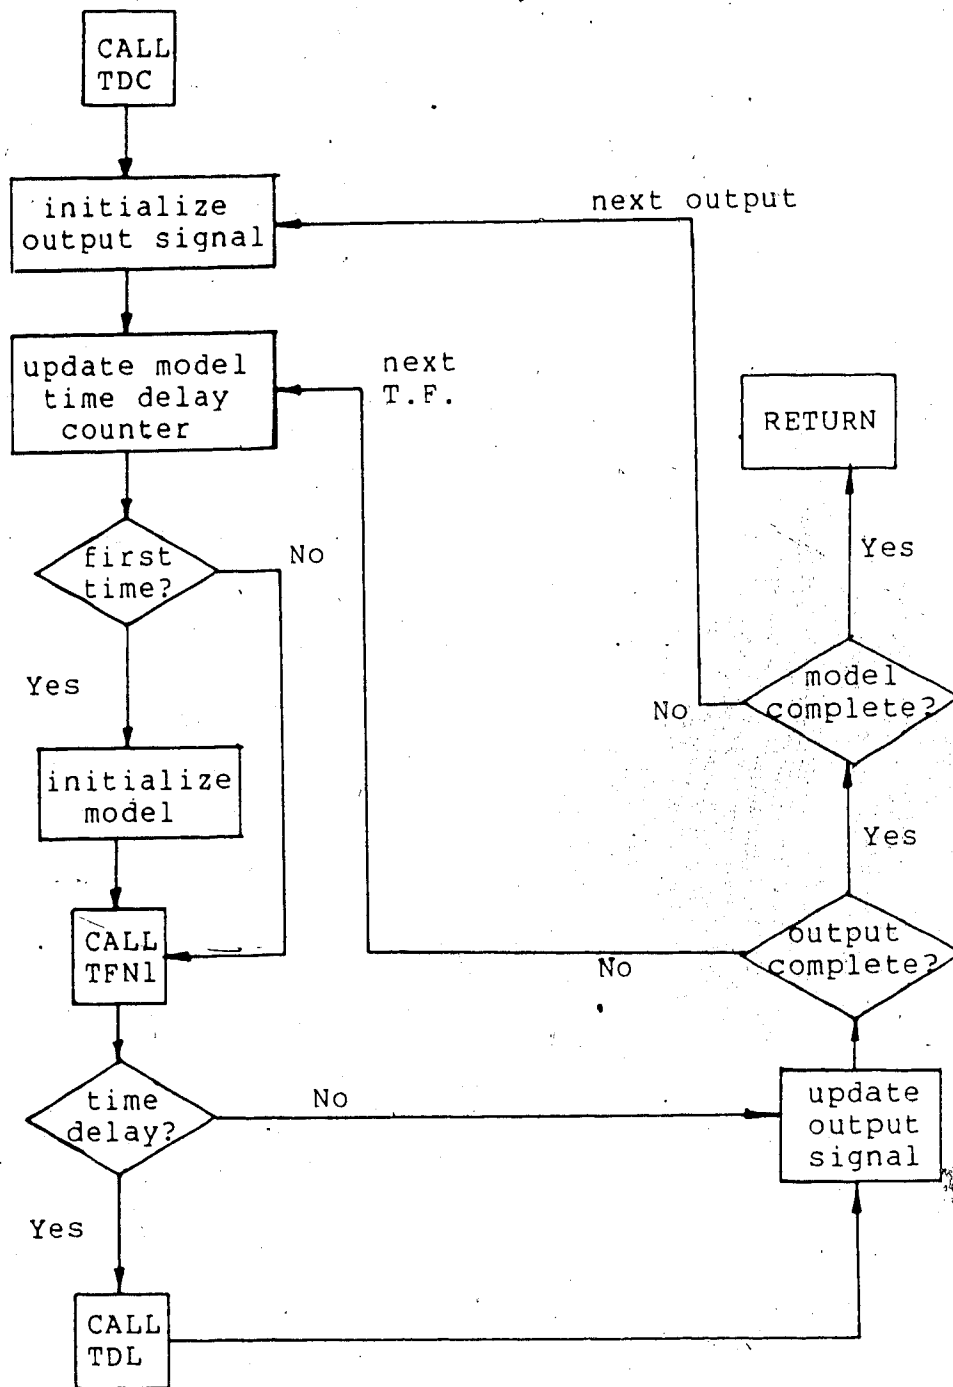 CALL
TDC
initialize
output signal
next output
update model
time delay
counter
next
T.F.
RETURN
first
time?
No
Yes
Yes
initialize
model
model
complete?
No
Yes
CALL
TFN1
output
complete?
No
time
delay?
No
update
output
signal
Yes
CALL
TDL